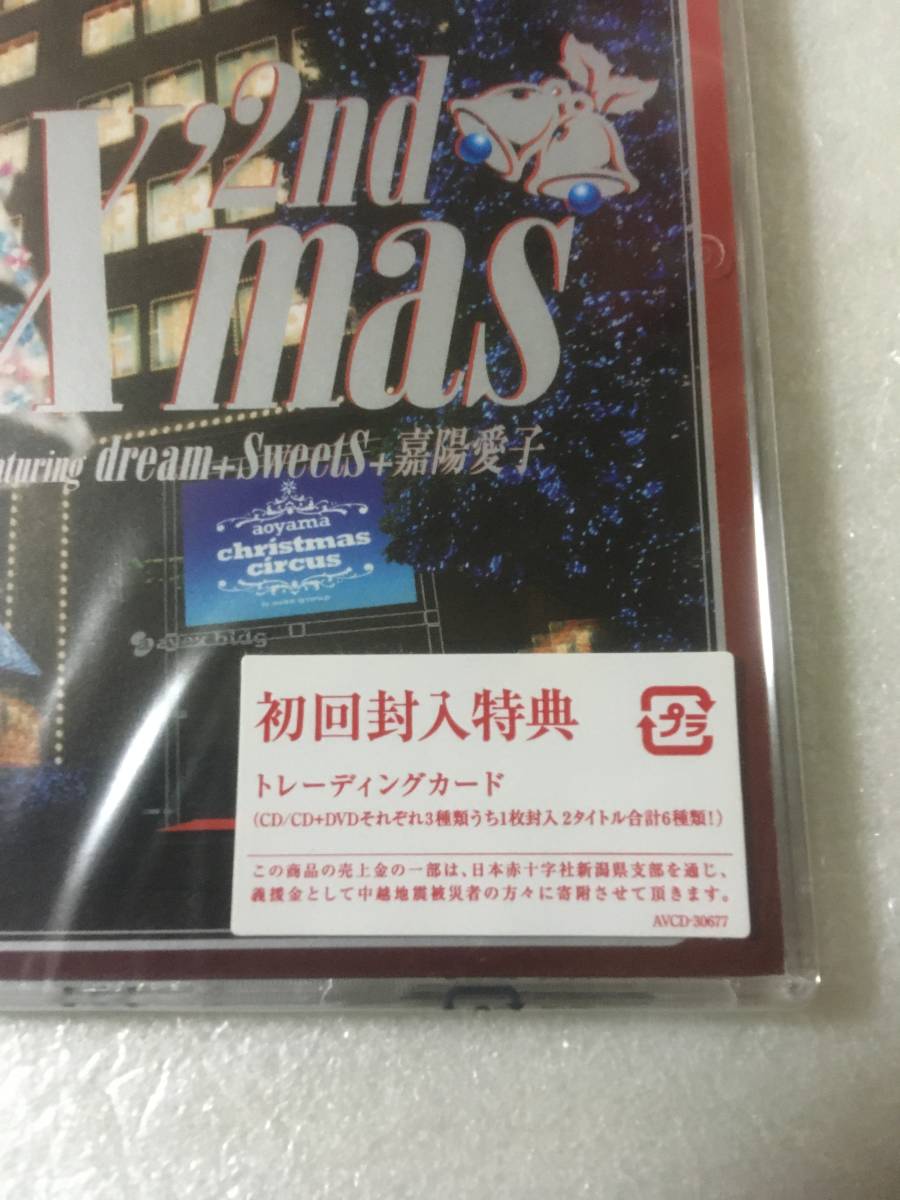 2nd
X'mas
aturing dream+SweetS+嘉陽愛子
aoyama
christmas
circus
avex bldg
初回封入特典
プラ
トレーディングカード
(CD/CD+DVDそれぞれ3種類うち1枚封入 2タイトル合計6種類!)
この商品の売上金の一部は、日本赤十字社新潟県支部を通じ、
義援金として中越地震被災者の方々に寄附させて頂きます。
AVCD-30677